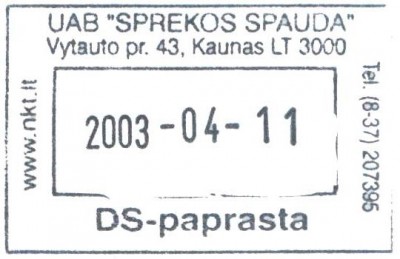 UAB "SPREKOS SPAUDA"
Vytauto pr. 43, Kaunas LT 3000
www.nkt.lt
2003-04-11
Tel. (8-37) 207395
DS-paprasta